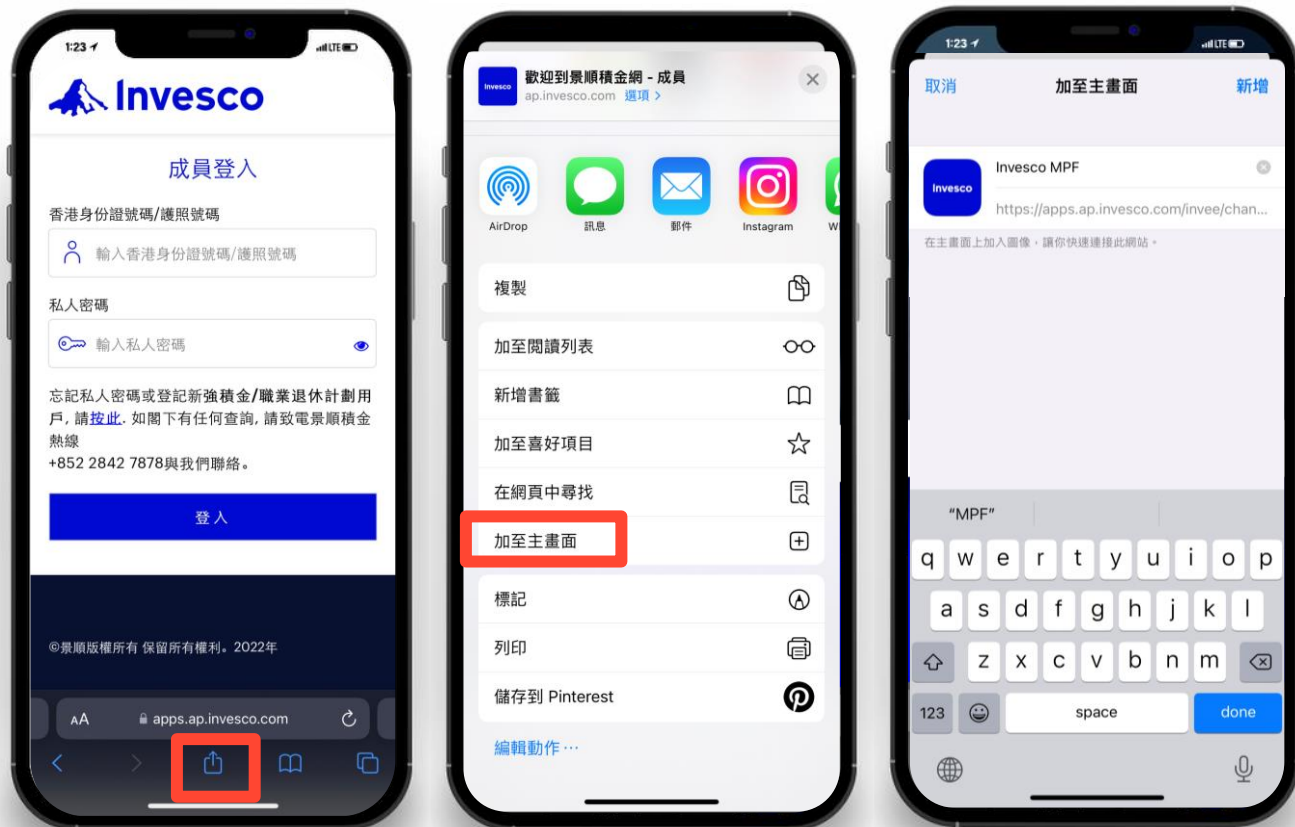 1:23
LTE
Invesco
成員登入
香港身份證號碼/護照號碼
輸入香港身份證號碼/護照號碼
私人密碼
輸入私人密碼
忘記私人密碼或登記新強積金/職業退休計劃用
戶, 請按此. 如閣下有任何查詢, 請致電景順積金
熱線
+852 2842 7878與我們聯絡。
登入
©景順版權所有 保留所有權利。2022年
AA apps.ap.invesco.com
Invesco
歡迎到景順積金網 - 成員
ap.invesco.com 選項 >
AirDrop 訊息 郵件 Instagram
複製
加至閱讀列表
新增書籤
加至喜好項目
在網頁中尋找
加至主畫面
標記
列印
儲存到 Pinterest
編輯動作⋯
1:23
LTE
取消 加至主畫面 新增
Invesco
Invesco MPF
https://apps.ap.invesco.com/invee/chan...
在主畫面上加入圖像，讓你快速連接此網站。
“MPF”
q w e r t y u i o p
a s d f g h j k l
z x c v b n m
123 space done